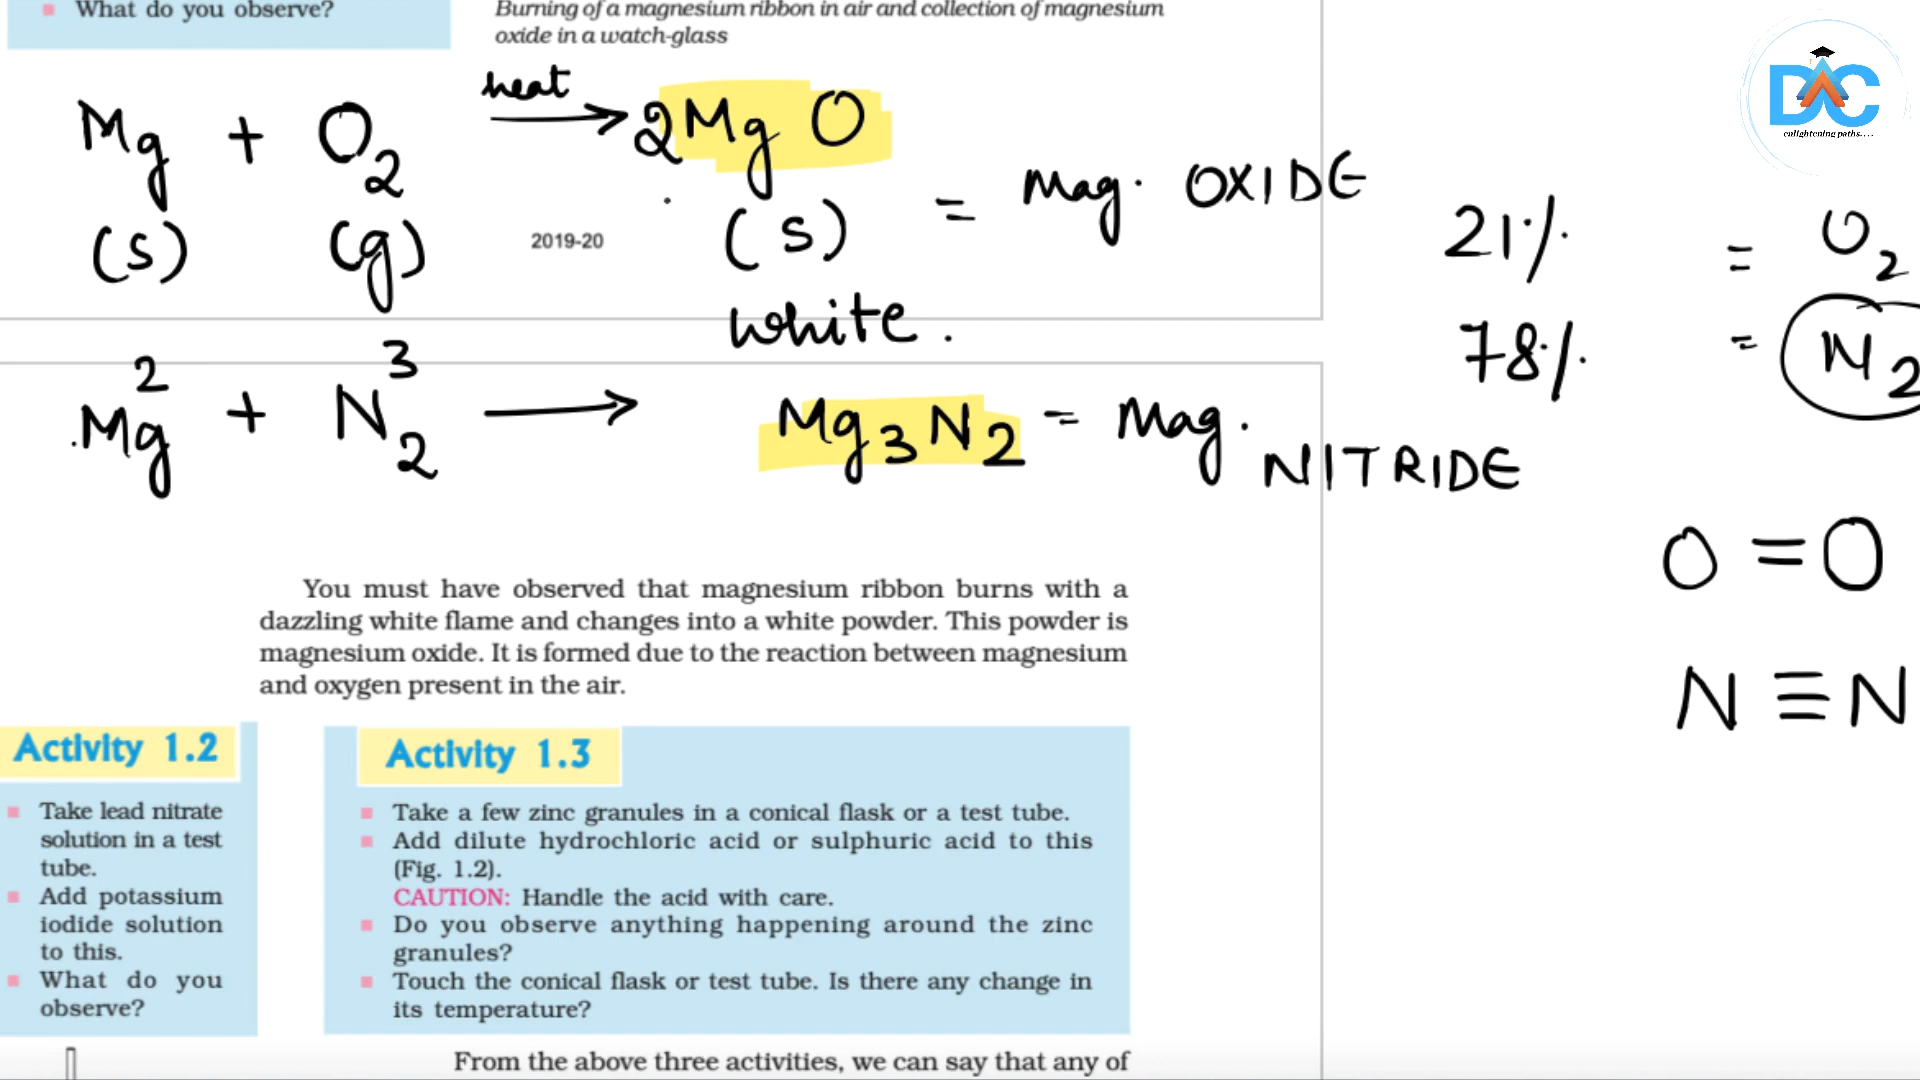 What do you observe?
Burning of a magnesium ribbon in air and collection of magnesium
oxide in a watch-glass
DAC
enlightening paths....
Mg + O2 heat → 2MgO
(s) (g) (s) = Mag. OXIDE
2019-20
white.
21% = O2
78% = N2
2 3
Mg + N2 → Mg3N2 = Mag. NITRIDE
O = O
N ≡ N
You must have observed that magnesium ribbon burns with a
dazzling white flame and changes into a white powder. This powder is
magnesium oxide. It is formed due to the reaction between magnesium
and oxygen present in the air.
Activity 1.2
Take lead nitrate
solution in a test
tube.
Add potassium
iodide solution
to this.
What do you
observe?
Activity 1.3
Take a few zinc granules in a conical flask or a test tube.
Add dilute hydrochloric acid or sulphuric acid to this
(Fig. 1.2).
CAUTION: Handle the acid with care.
Do you observe anything happening around the zinc
granules?
Touch the conical flask or test tube. Is there any change in
its temperature?
From the above three activities, we can say that any of